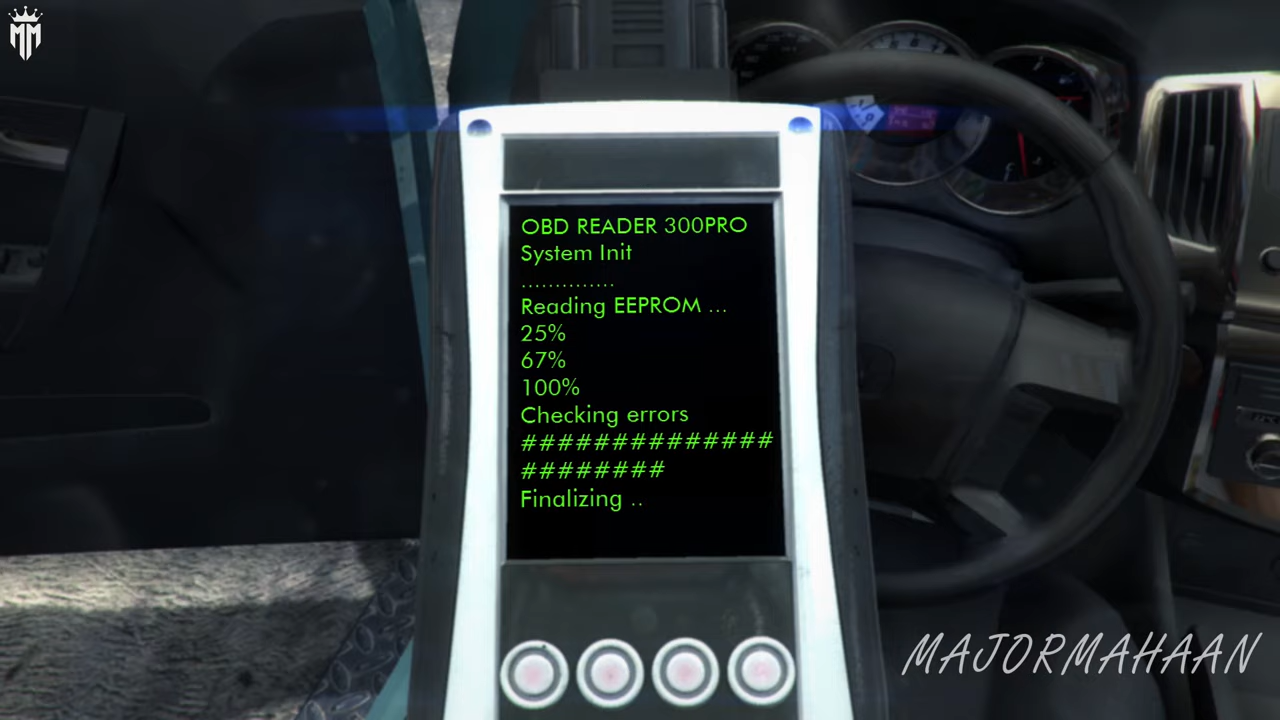 OBD READER 300PRO
System Init
..............
Reading EEPROM ...
25%
67%
100%
Checking errors
##############
########
Finalizing ..
MAJORMAHAAN